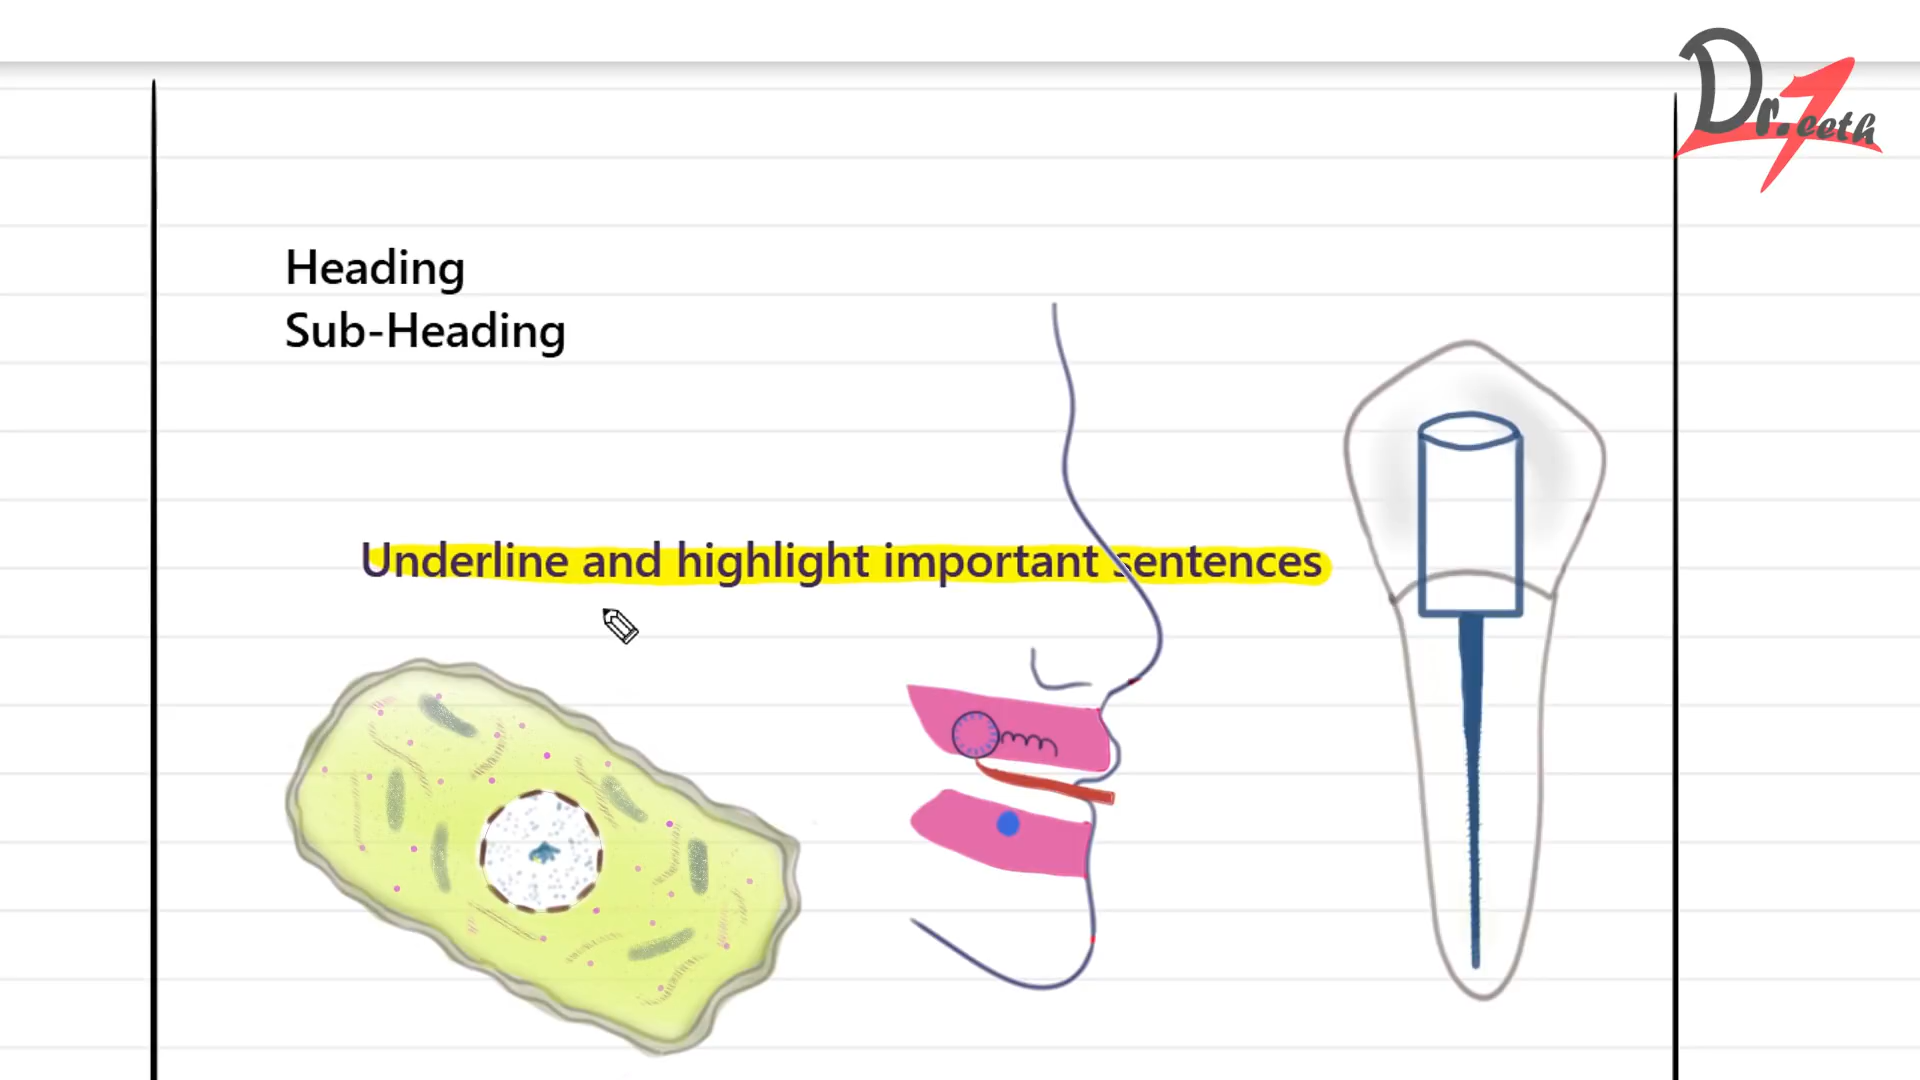 Dr. Teeth
Heading
Sub-Heading
Underline and highlight important sentences